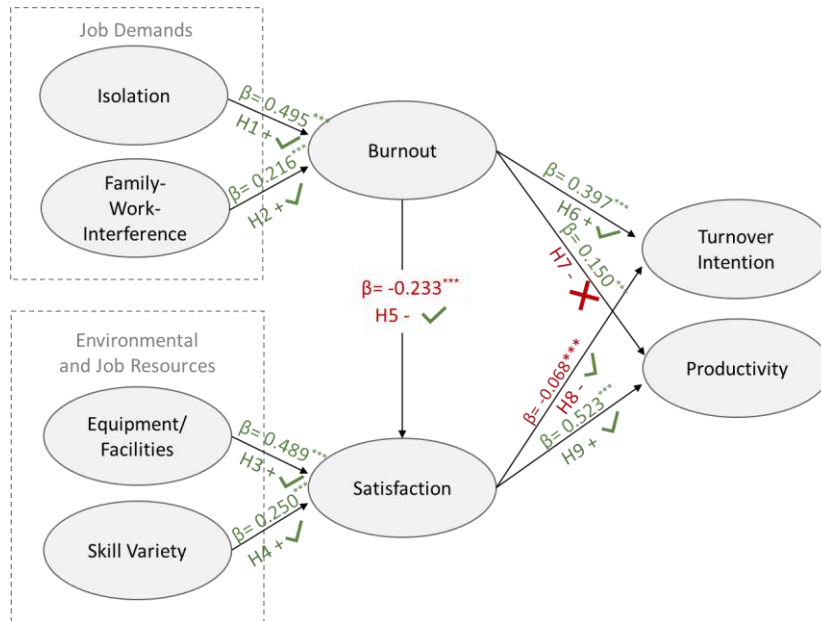 Job Demands
Isolation
β= 0.495***
H1 +
Family-
Work-
Interference
β= 0.216***
H2 +
Burnout
β= 0.397***
H6 +
β= 0.150***
H7 -
Turnover
Intention
β= -0.233***
H5 -
Environmental
and Job Resources
Equipment/
Facilities
β= 0.489***
H3 +
Skill Variety
β= 0.250***
H4 +
Satisfaction
β= -0.068***
H8 -
β= 0.523***
H9 +
Productivity